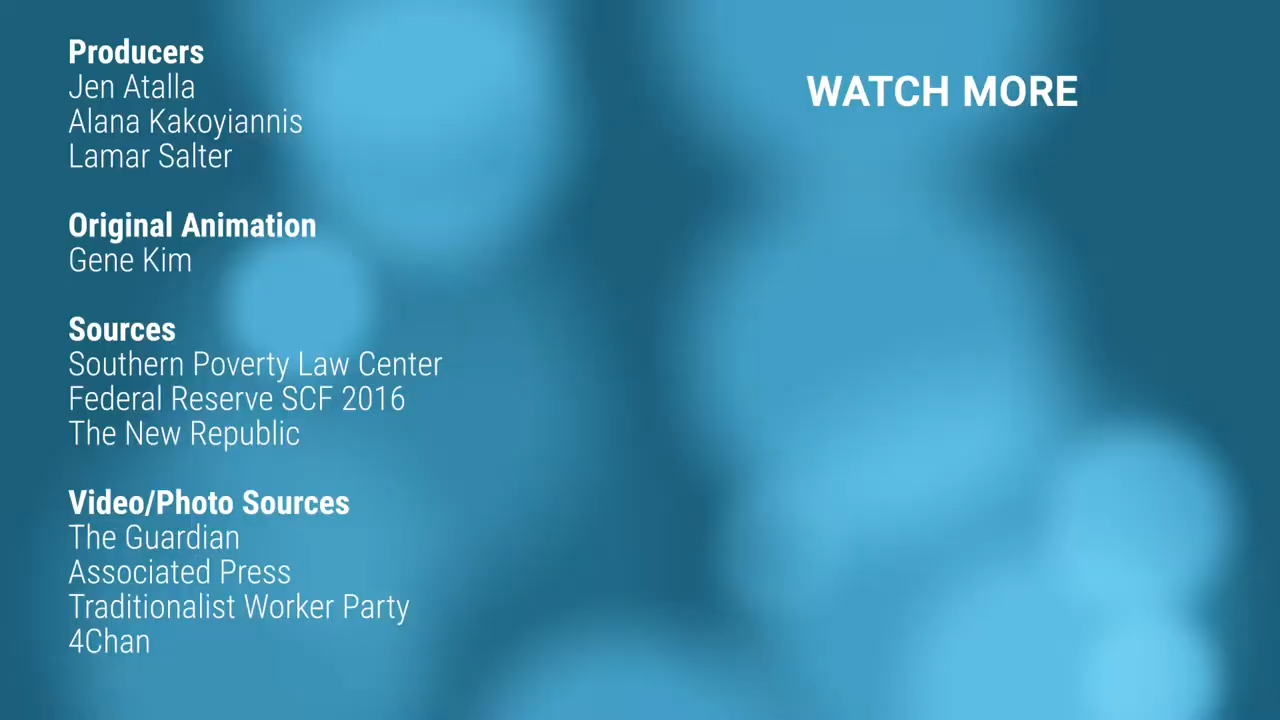 Producers
Jen Atalla
Alana Kakoyiannis
Lamar Salter
Original Animation
Gene Kim
Sources
Southern Poverty Law Center
Federal Reserve SCF 2016
The New Republic
Video/Photo Sources
The Guardian
Associated Press
Traditionalist Worker Party
4Chan
WATCH MORE